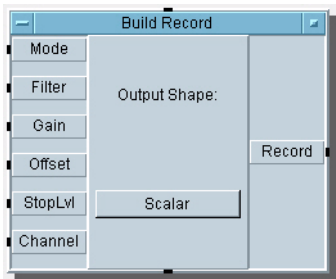 Build Record
Mode
Filter
Gain
Offset
StopLvl
Channel
Output Shape:
Scalar
Record